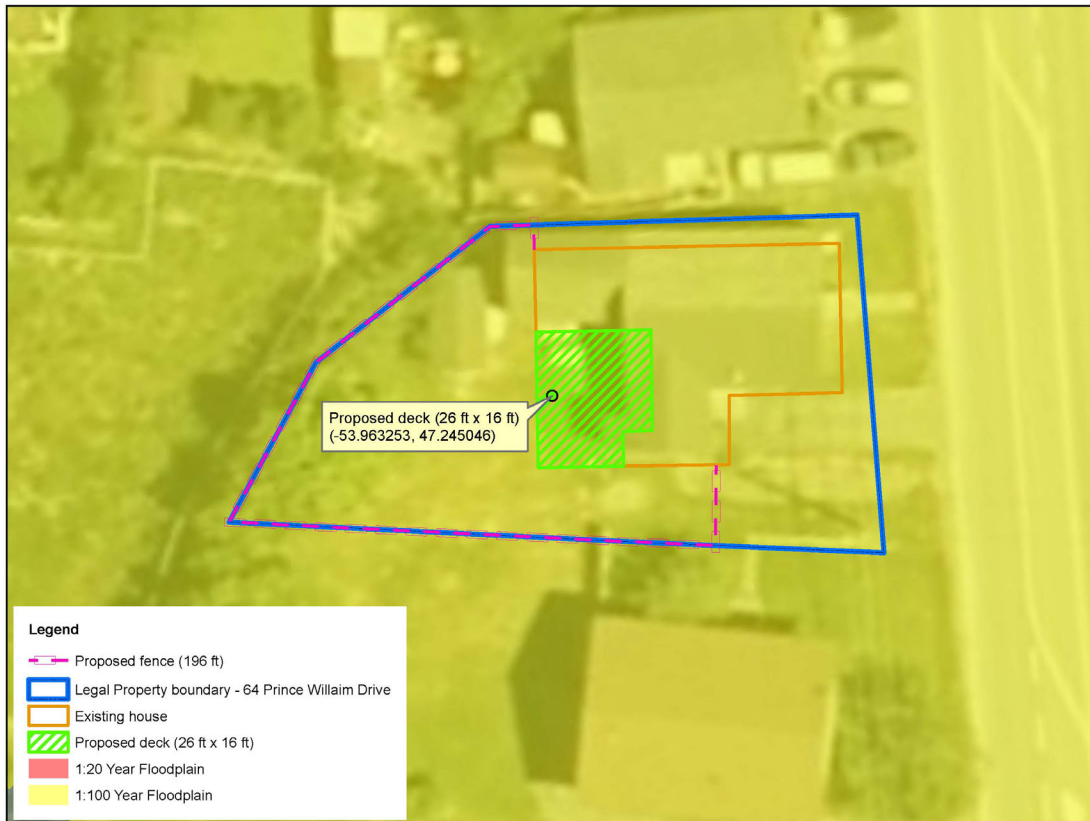 Proposed deck (26 ft x 16 ft)
(-53.963253, 47.245046)
Legend
Proposed fence (196 ft)
Legal Property boundary - 64 Prince Willaim Drive
Existing house
Proposed deck (26 ft x 16 ft)
1:20 Year Floodplain
1:100 Year Floodplain